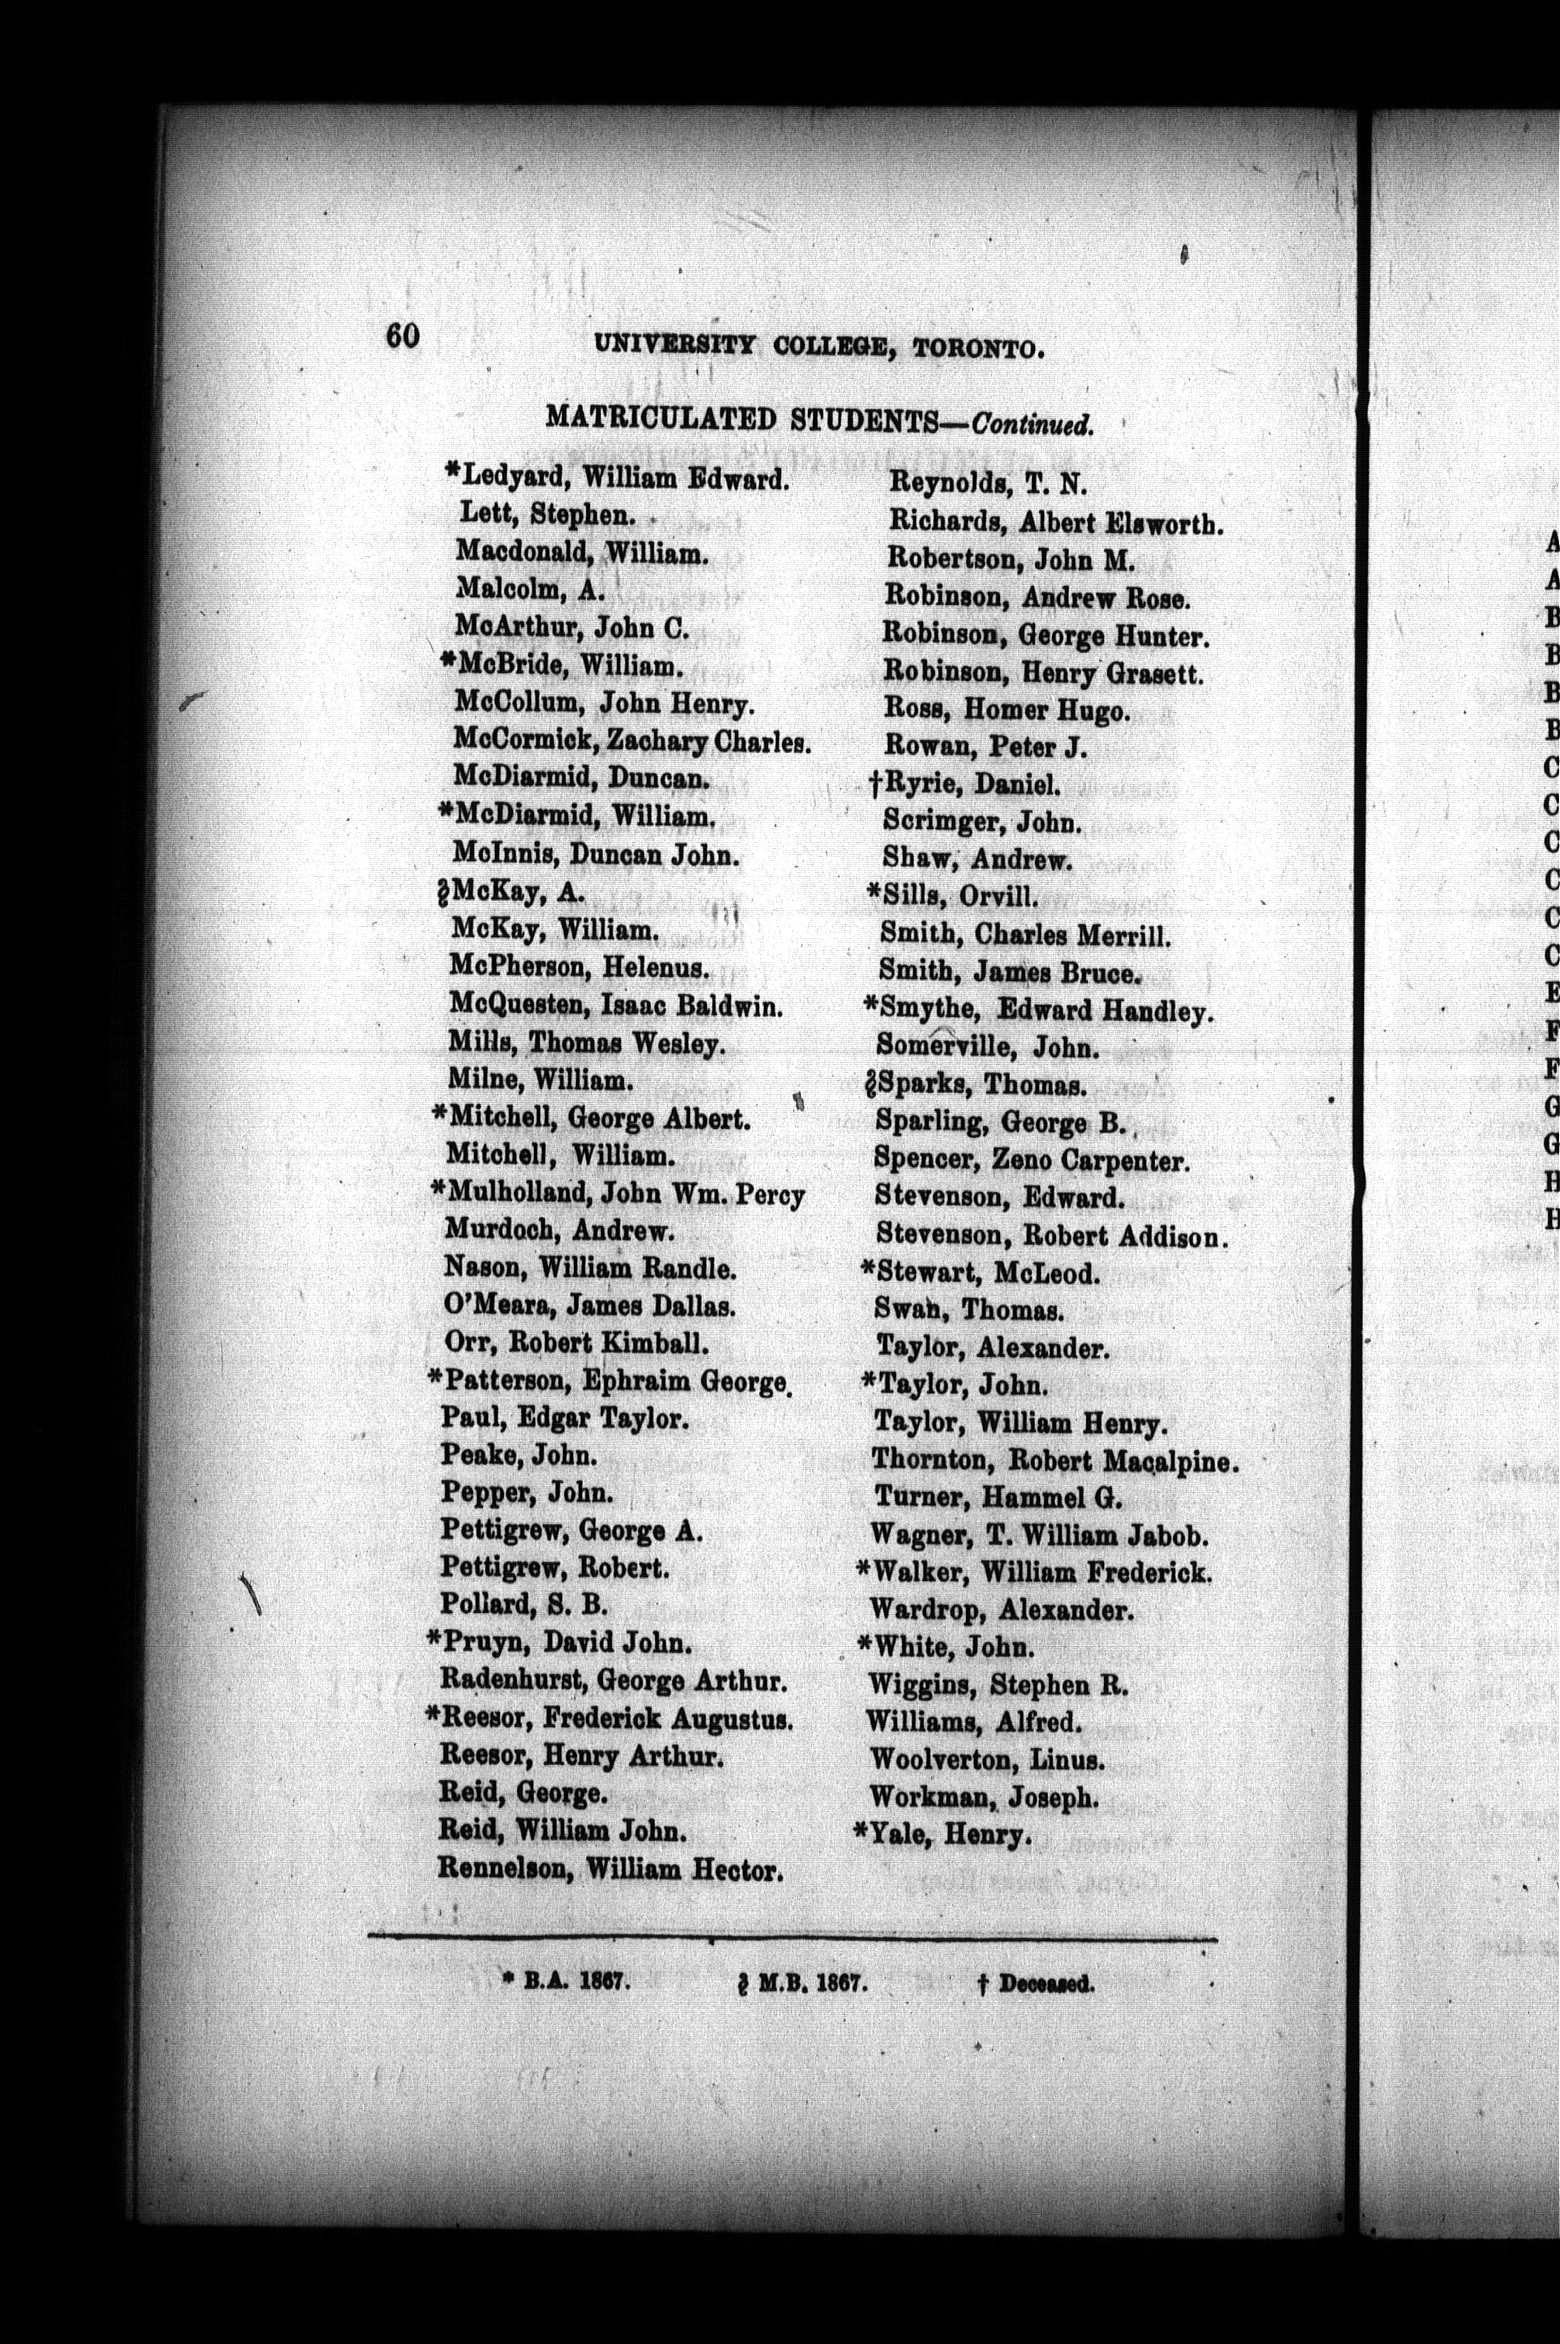 60
UNIVERSITY COLLEGE, TORONTO.
MATRICULATED STUDENTS—Continued.
*Ledyard, William Edward.
Lett, Stephen.
Macdonald, William.
Malcolm, A.
McArthur, John C.
*McBride, William.
McCollum, John Henry.
McCormick, Zachary Charles.
McDiarmid, Duncan.
*McDiarmid, William.
McInnis, Duncan John.
§McKay, A.
McKay, William.
McPherson, Helenus.
McQuesten, Isaac Baldwin.
Mills, Thomas Wesley.
Milne, William.
*Mitchell, George Albert.
Mitchell, William.
*Mulholland, John Wm. Percy
Murdoch, Andrew.
Nason, William Randle.
O'Meara, James Dallas.
Orr, Robert Kimball.
*Patterson, Ephraim George.
Paul, Edgar Taylor.
Peake, John.
Pepper, John.
Pettigrew, George A.
Pettigrew, Robert.
Pollard, S. B.
*Pruyn, David John.
Radenhurst, George Arthur.
*Reesor, Frederick Augustus.
Reesor, Henry Arthur.
Reid, George.
Reid, William John.
Rennelson, William Hector.
Reynolds, T. N.
Richards, Albert Elsworth.
Robertson, John M.
Robinson, Andrew Rose.
Robinson, George Hunter.
Robinson, Henry Grasett.
Ross, Homer Hugo.
Rowan, Peter J.
†Ryrie, Daniel.
Scrimger, John.
Shaw, Andrew.
*Sills, Orvill.
Smith, Charles Merrill.
Smith, James Bruce.
*Smythe, Edward Handley.
Somerville, John.
§Sparks, Thomas.
Sparling, George B.
Spencer, Zeno Carpenter.
Stevenson, Edward.
Stevenson, Robert Addison.
*Stewart, McLeod.
Swan, Thomas.
Taylor, Alexander.
*Taylor, John.
Taylor, William Henry.
Thornton, Robert Macalpine.
Turner, Hammel G.
Wagner, T. William Jabob.
*Walker, William Frederick.
Wardrop, Alexander.
*White, John.
Wiggins, Stephen R.
Williams, Alfred.
Woolverton, Linus.
Workman, Joseph.
*Yale, Henry.
* B.A. 1867. § M.B. 1867. † Deceased.
A
A
B
B
B
B
C
C
C
C
C
C
E
F
F
G
G
H
H